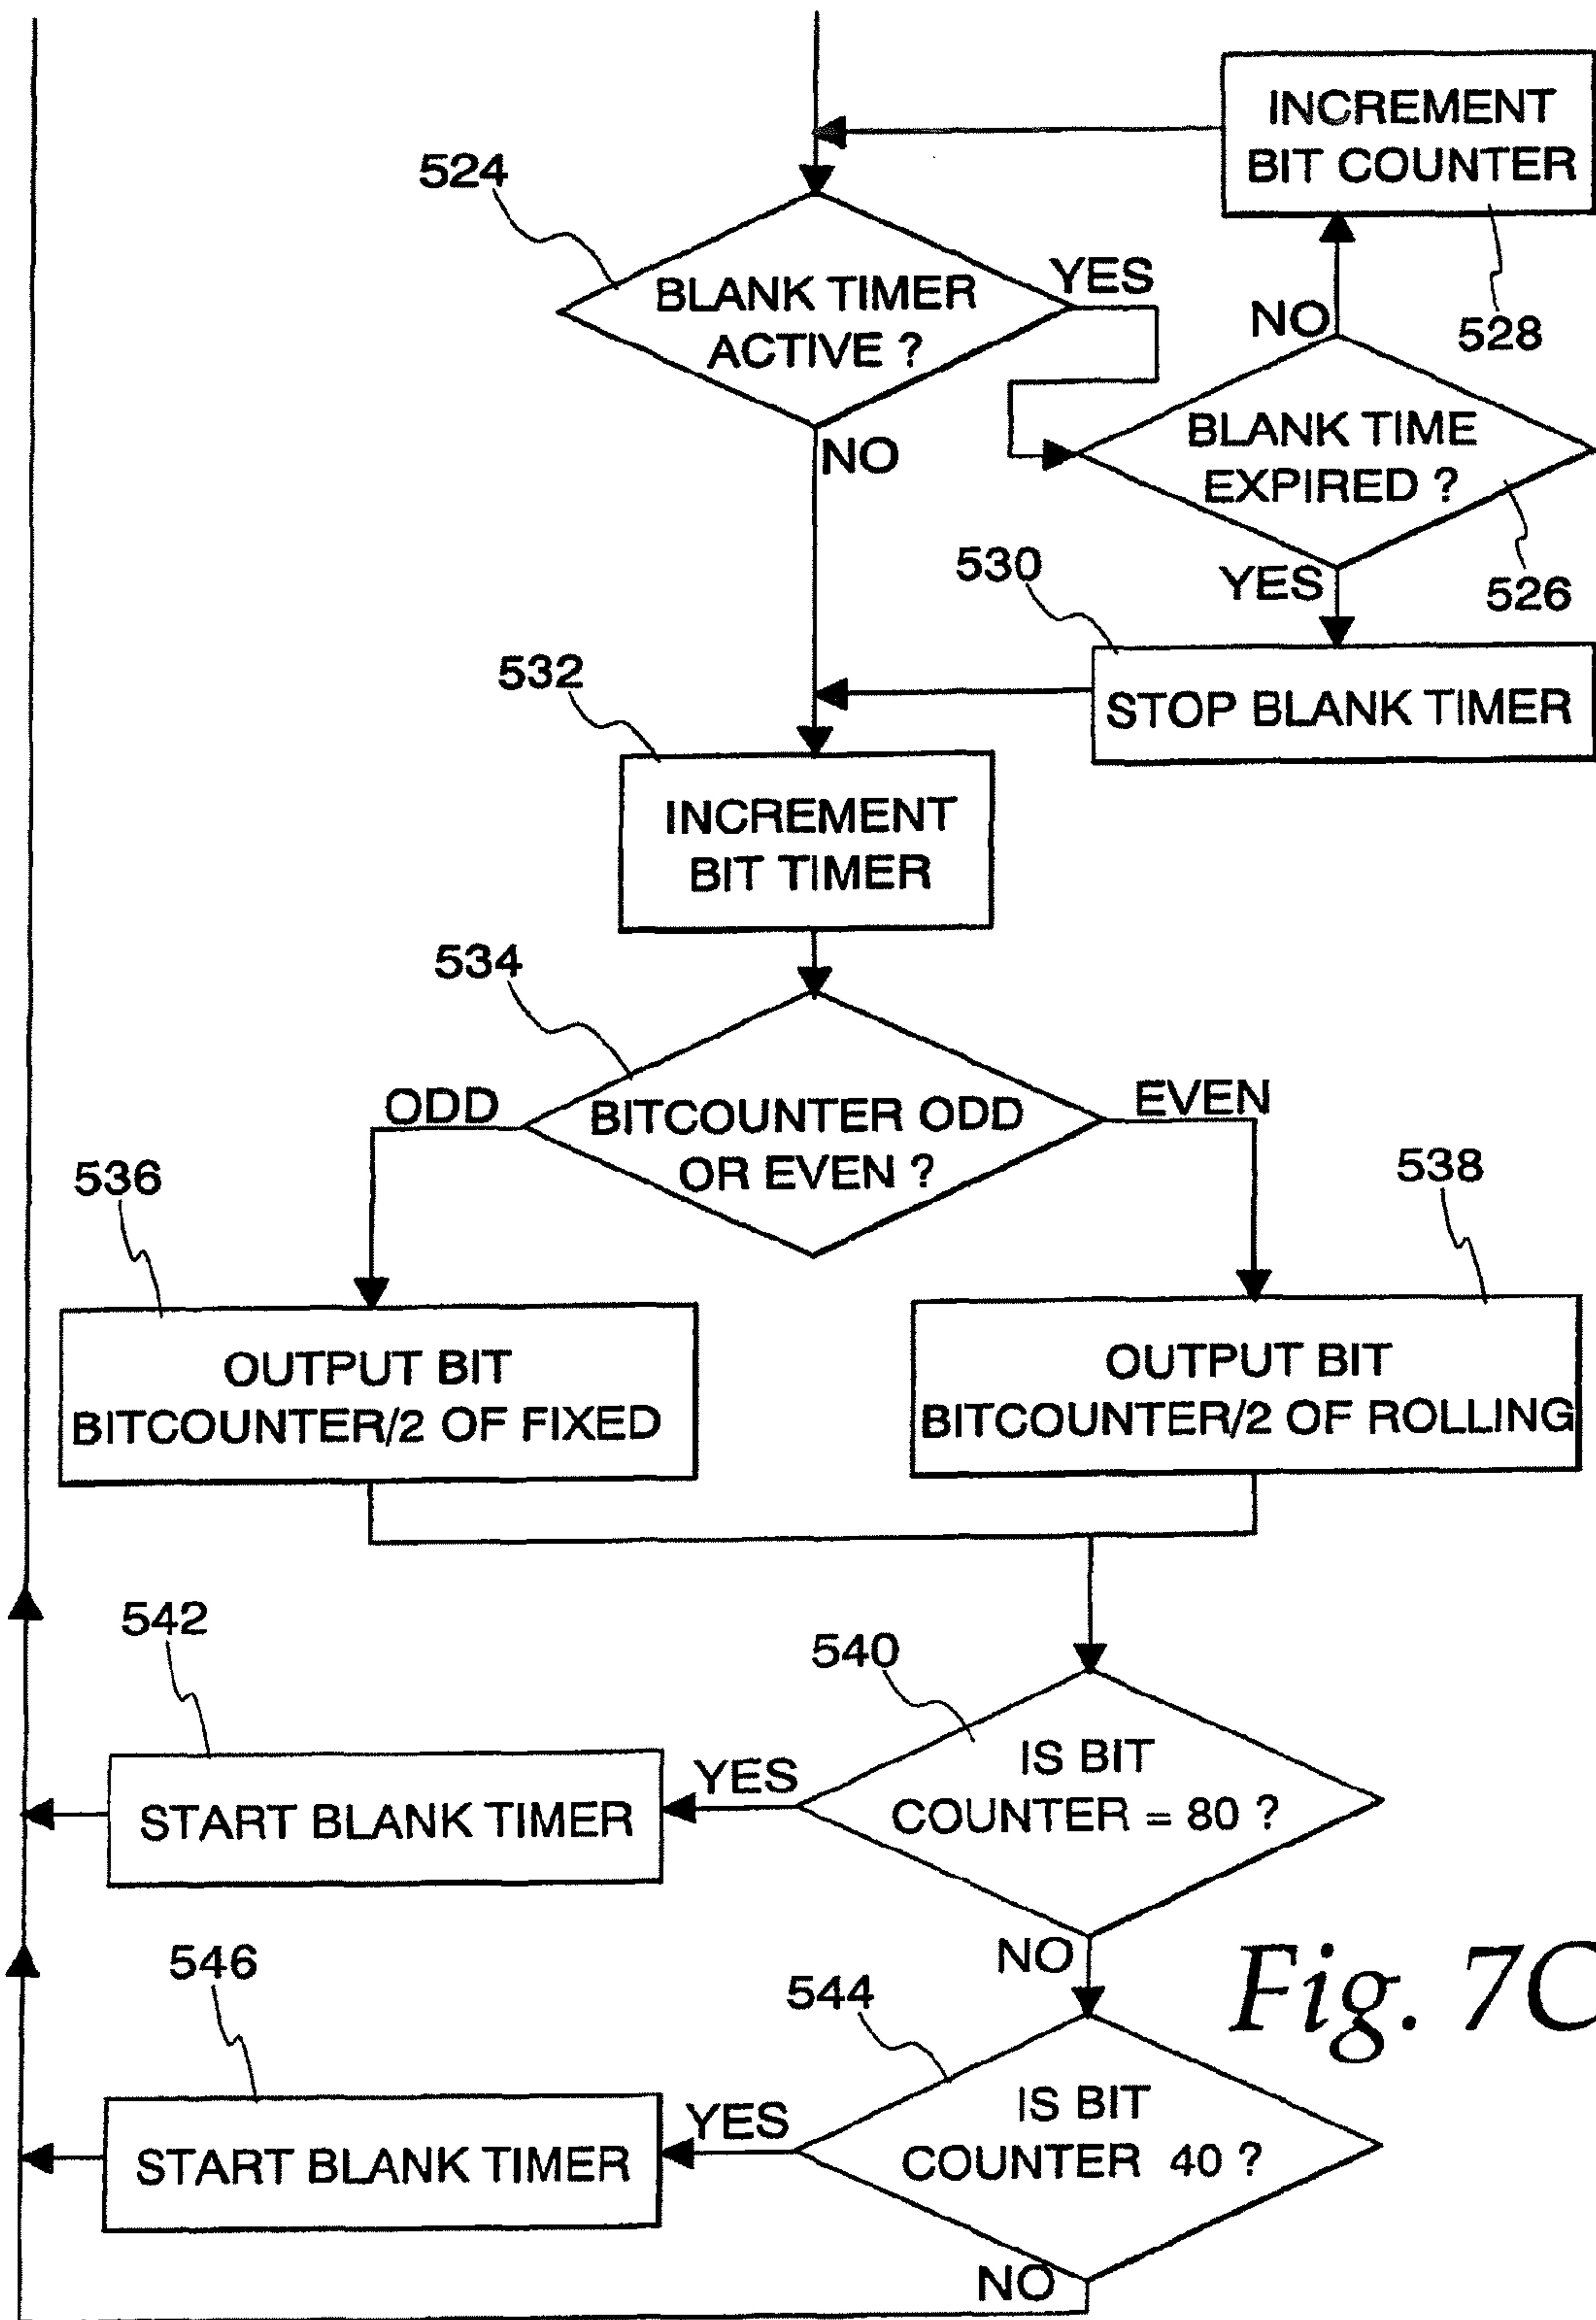 INCREMENT
BIT COUNTER
524
BLANK TIMER
ACTIVE ?
YES
NO
528
NO
BLANK TIME
EXPIRED ?
526
YES
530
STOP BLANK TIMER
532
INCREMENT
BIT TIMER
534
BITCOUNTER ODD
OR EVEN ?
ODD
EVEN
536
538
OUTPUT BIT
BITCOUNTER/2 OF FIXED
OUTPUT BIT
BITCOUNTER/2 OF ROLLING
542
540
IS BIT
COUNTER = 80 ?
YES
START BLANK TIMER
NO
Fig. 7C
546
544
IS BIT
COUNTER 40 ?
YES
START BLANK TIMER
NO